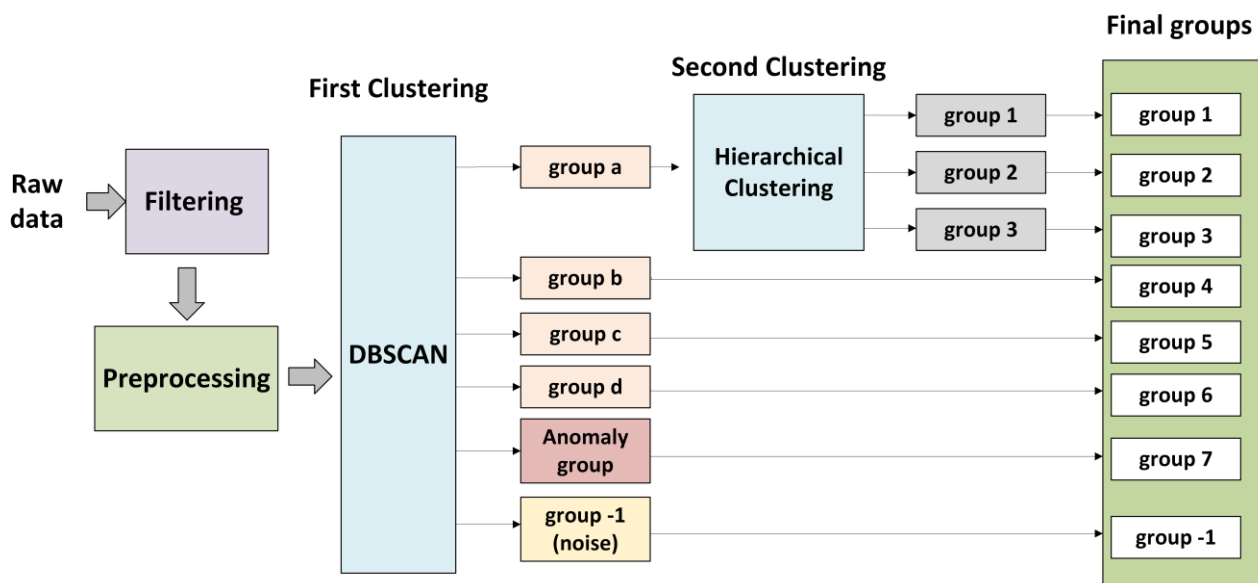 Final groups
Second Clustering
First Clustering
Raw
data
Filtering
Preprocessing
DBSCAN
group a
group b
group c
group d
Anomaly
group
group -1
(noise)
Hierarchical
Clustering
group 1
group 2
group 3
group 1
group 2
group 3
group 4
group 5
group 6
group 7
group -1